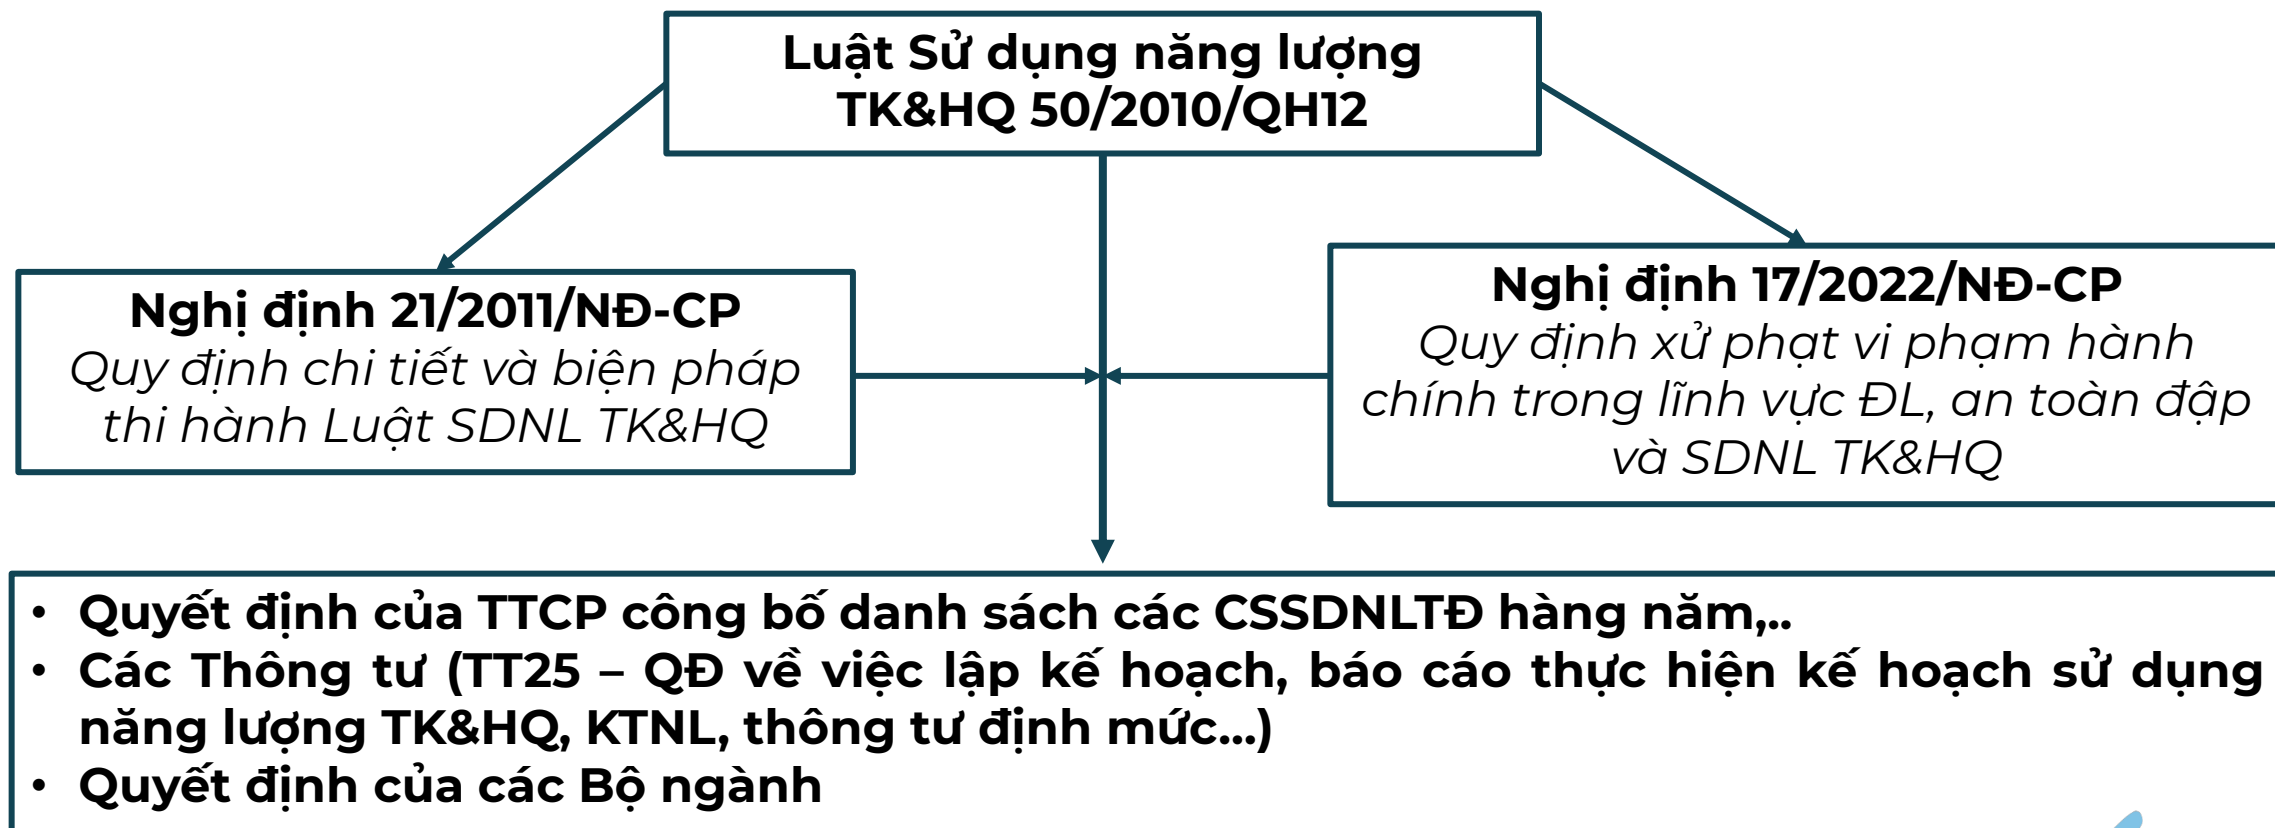 Luật Sử dụng năng lượng
TK&HQ 50/2010/QH12
Nghị định 21/2011/NĐ-CP
Quy định chi tiết và biện pháp
thi hành Luật SDNL TK&HQ
Nghị định 17/2022/NĐ-CP
Quy định xử phạt vi phạm hành
chính trong lĩnh vực ĐL, an toàn đập
và SDNL TK&HQ
• Quyết định của TTCP công bố danh sách các CSSDNLTĐ hàng năm,..
• Các Thông tư (TT25 – QĐ về việc lập kế hoạch, báo cáo thực hiện kế hoạch sử dụng
năng lượng TK&HQ, KTNL, thông tư định mức...)
• Quyết định của các Bộ ngành